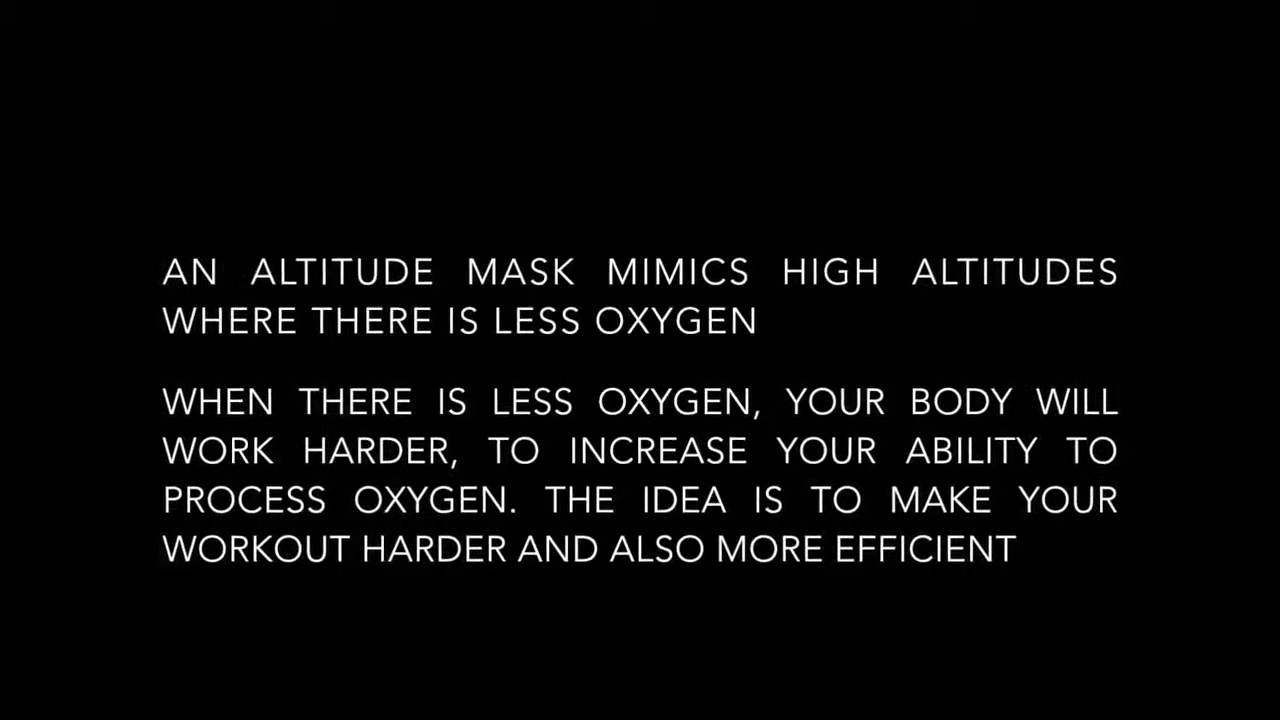 AN ALTITUDE MASK MIMICS HIGH ALTITUDES
WHERE THERE IS LESS OXYGEN
WHEN THERE IS LESS OXYGEN, YOUR BODY WILL
WORK HARDER, TO INCREASE YOUR ABILITY TO
PROCESS OXYGEN. THE IDEA IS TO MAKE YOUR
WORKOUT HARDER AND ALSO MORE EFFICIENT